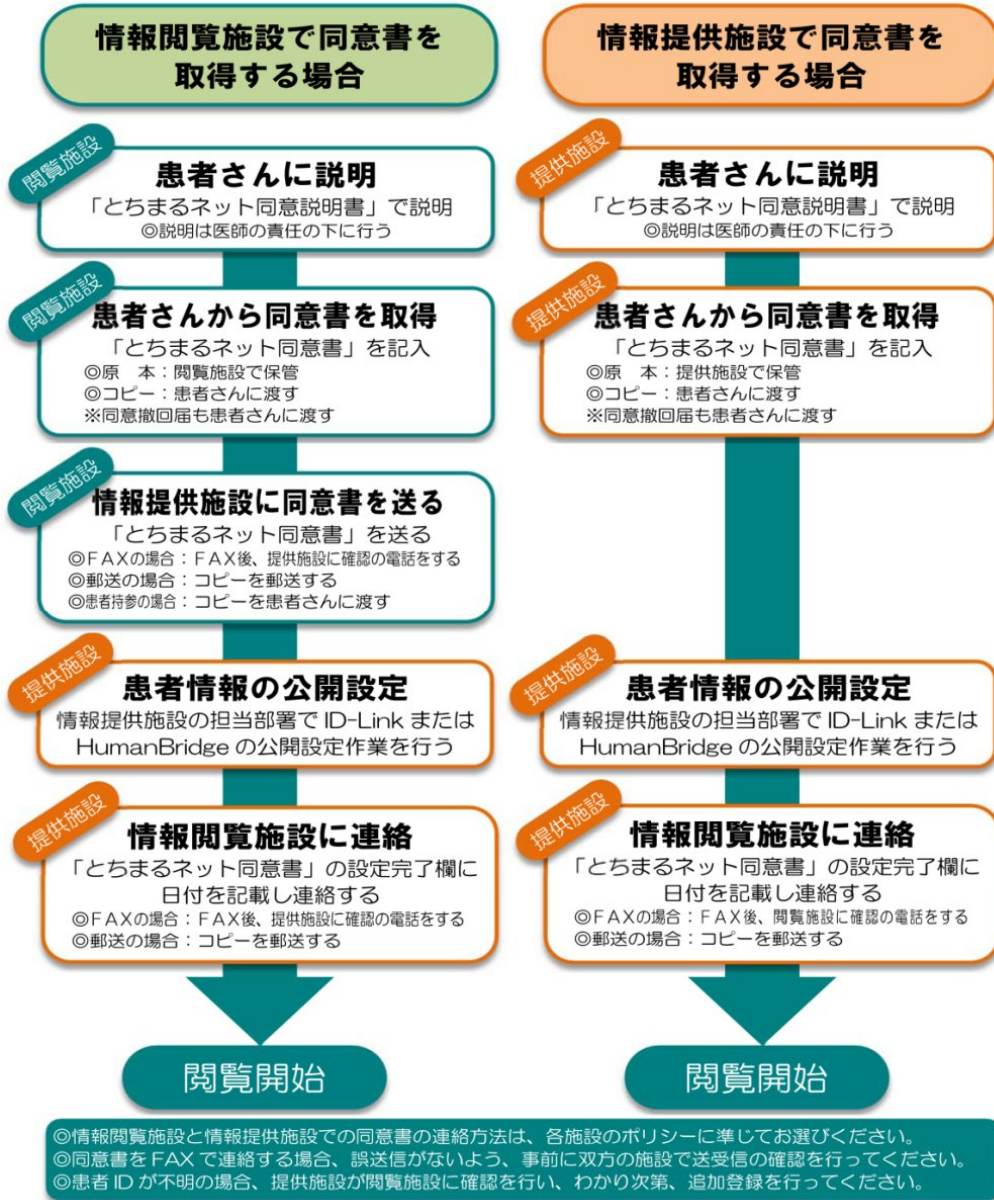 情報閲覧施設で同意書を
取得する場合
閲覧施設
患者さんに説明
「とちまるネット同意説明書」で説明
◎説明は医師の責任の下に行う
閲覧施設
患者さんから同意書を取得
「とちまるネット同意書」を記入
◎原　本：閲覧施設で保管
◎コピー：患者さんに渡す
※同意撤回届も患者さんに渡す
閲覧施設
情報提供施設に同意書を送る
「とちまるネット同意書」を送る
◎ＦＡＸの場合：ＦＡＸ後、提供施設に確認の電話をする
◎郵送の場合：コピーを郵送する
◎患者持参の場合：コピーを患者さんに渡す
提供施設
患者情報の公開設定
情報提供施設の担当部署で ID-Link または
HumanBridge の公開設定作業を行う
提供施設
情報閲覧施設に連絡
「とちまるネット同意書」の設定完了欄に
日付を記載し連絡する
◎ＦＡＸの場合：ＦＡＸ後、提供施設に確認の電話をする
◎郵送の場合：コピーを郵送する
閲覧開始
情報提供施設で同意書を
取得する場合
提供施設
患者さんに説明
「とちまるネット同意説明書」で説明
◎説明は医師の責任の下に行う
提供施設
患者さんから同意書を取得
「とちまるネット同意書」を記入
◎原　本：提供施設で保管
◎コピー：患者さんに渡す
※同意撤回届も患者さんに渡す
提供施設
患者情報の公開設定
情報提供施設の担当部署で ID-Link または
HumanBridge の公開設定作業を行う
提供施設
情報閲覧施設に連絡
「とちまるネット同意書」の設定完了欄に
日付を記載し連絡する
◎ＦＡＸの場合：ＦＡＸ後、閲覧施設に確認の電話をする
◎郵送の場合：コピーを郵送する
閲覧開始
◎情報閲覧施設と情報提供施設での同意書の連絡方法は、各施設のポリシーに準じてお選びください。
◎同意書をＦＡＸで連絡する場合、誤送信がないよう、事前に双方の施設で送受信の確認を行ってください。
◎患者 ID が不明の場合、提供施設が閲覧施設に確認を行い、わかり次第、追加登録を行ってください。